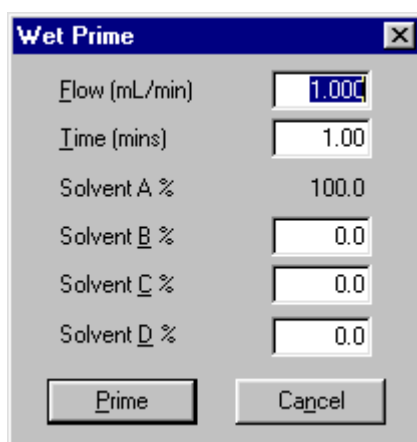 Wet Prime
Flow (mL/min) 1.000
Time (mins) 1.00
Solvent A % 100.0
Solvent B % 0.0
Solvent C % 0.0
Solvent D % 0.0
Prime Cancel